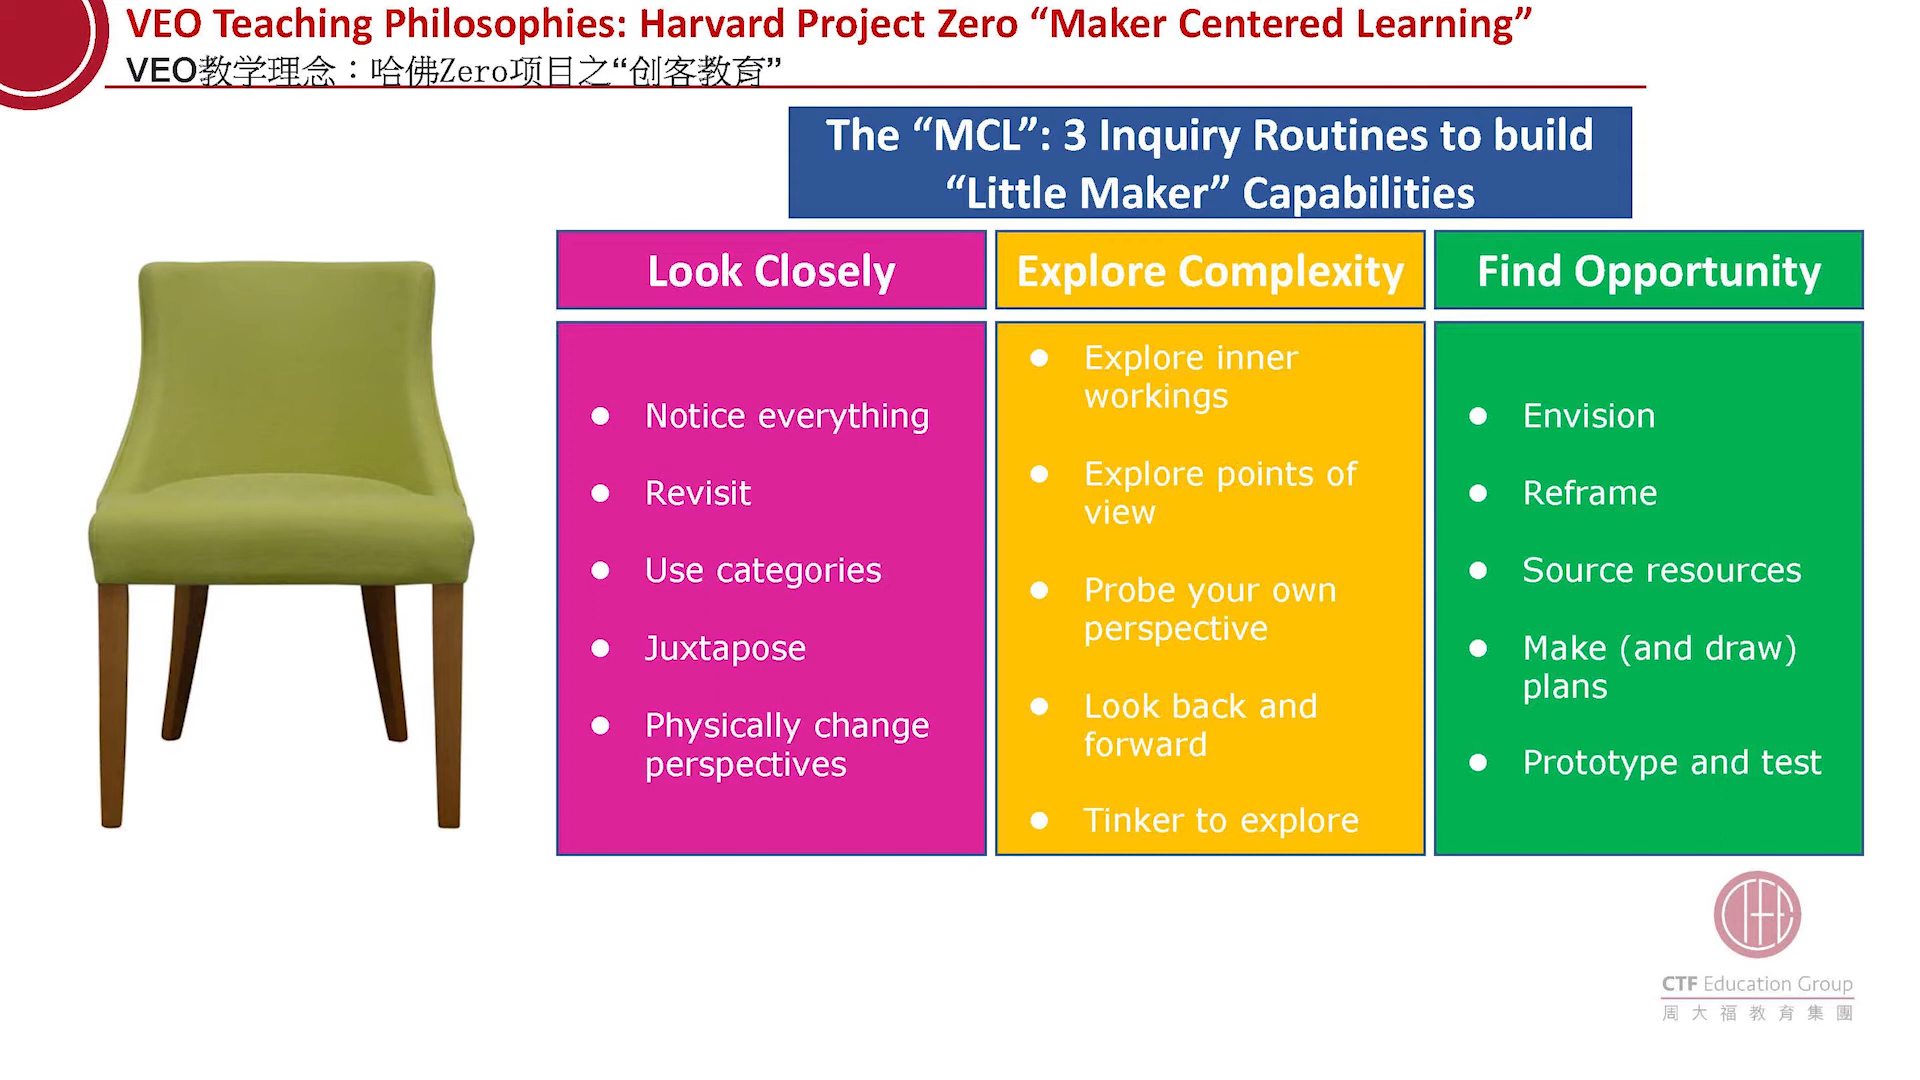 VEO Teaching Philosophies: Harvard Project Zero “Maker Centered Learning”
VEO教学理念：哈佛Zero项目之“创客教育”
The “MCL”: 3 Inquiry Routines to build
“Little Maker” Capabilities
Look Closely
Notice everything
Revisit
Use categories
Juxtapose
Physically change
perspectives
Explore Complexity
Explore inner
workings
Explore points of
view
Probe your own
perspective
Look back and
forward
Tinker to explore
Find Opportunity
Envision
Reframe
Source resources
Make (and draw)
plans
Prototype and test
CTF Education Group
周大福教育集團